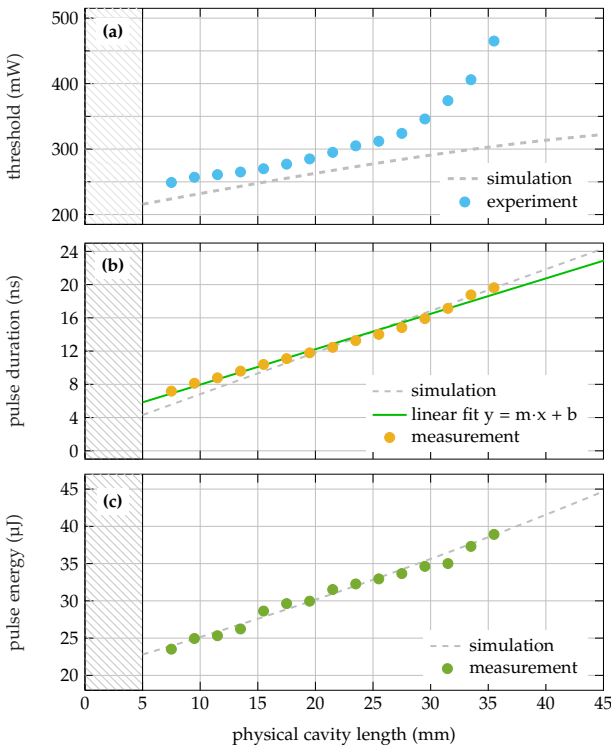 (a)
500
400
300
200
threshold (mW)
simulation
experiment
(b)
24
20
16
12
8
4
0
pulse duration (ns)
simulation
linear fit y = m·x + b
measurement
(c)
45
40
35
30
25
20
pulse energy (µJ)
simulation
measurement
0 5 10 15 20 25 30 35 40 45
physical cavity length (mm)